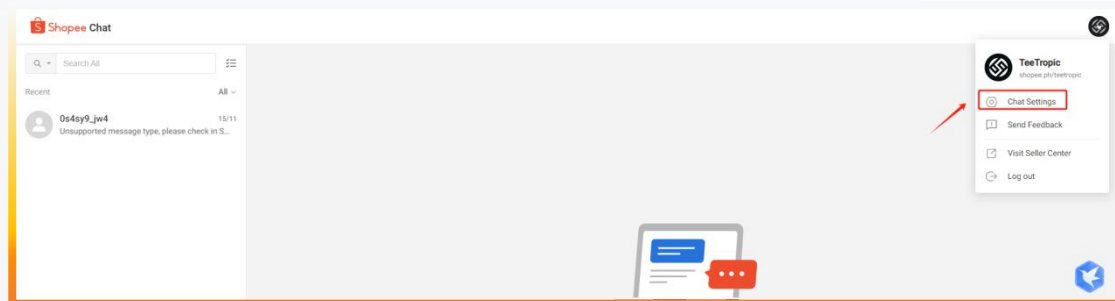 Shopee Chat
Search All
Recent
All
0s4sy9_jw4
15/11
Unsupported message type, please check in S...
TeeTropic
shopee.ph/teetropic
Chat Settings
Send Feedback
Visit Seller Center
Log out